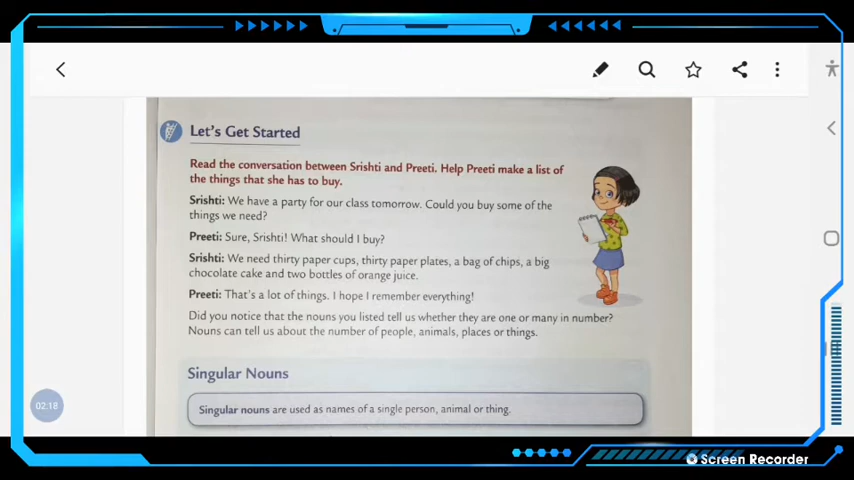 Let's Get Started
Read the conversation between Srishti and Preeti. Help Preeti make a list of
the things that she has to buy.
Srishti: We have a party for our class tomorrow. Could you buy some of the
things we need?
Preeti: Sure, Srishti! What should I buy?
Srishti: We need thirty paper cups, thirty paper plates, a bag of chips, a big
chocolate cake and two bottles of orange juice.
Preeti: That's a lot of things. I hope I remember everything!
Did you notice that the nouns you listed tell us whether they are one or many in number?
Nouns can tell us about the number of people, animals, places or things.
Singular Nouns
Singular nouns are used as names of a single person, animal or thing.
02:18
Screen Recorder